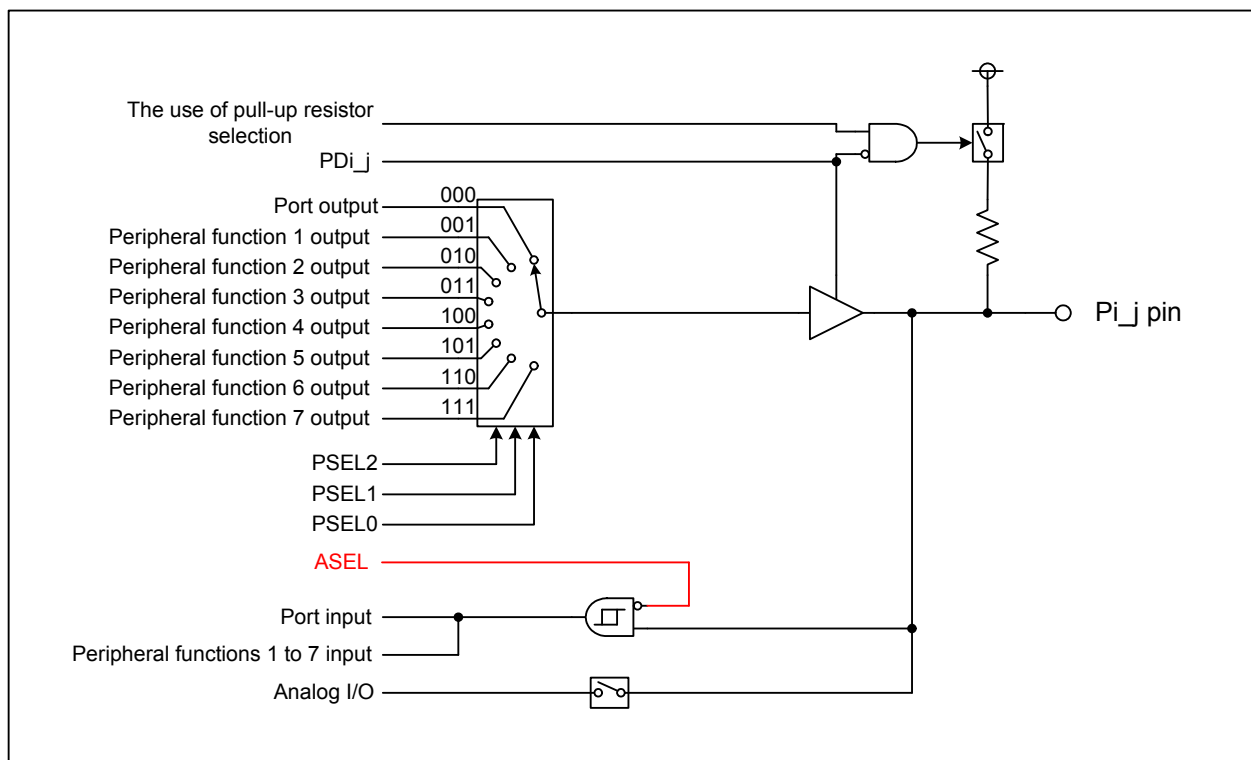 The use of pull-up resistor
selection
PDi_j
Port output 000
Peripheral function 1 output 001
Peripheral function 2 output 010
Peripheral function 3 output 011
Peripheral function 4 output 100
Peripheral function 5 output 101
Peripheral function 6 output 110
Peripheral function 7 output 111
Pi_j pin
PSEL2
PSEL1
PSEL0
ASEL
Port input
Peripheral functions 1 to 7 input
Analog I/O